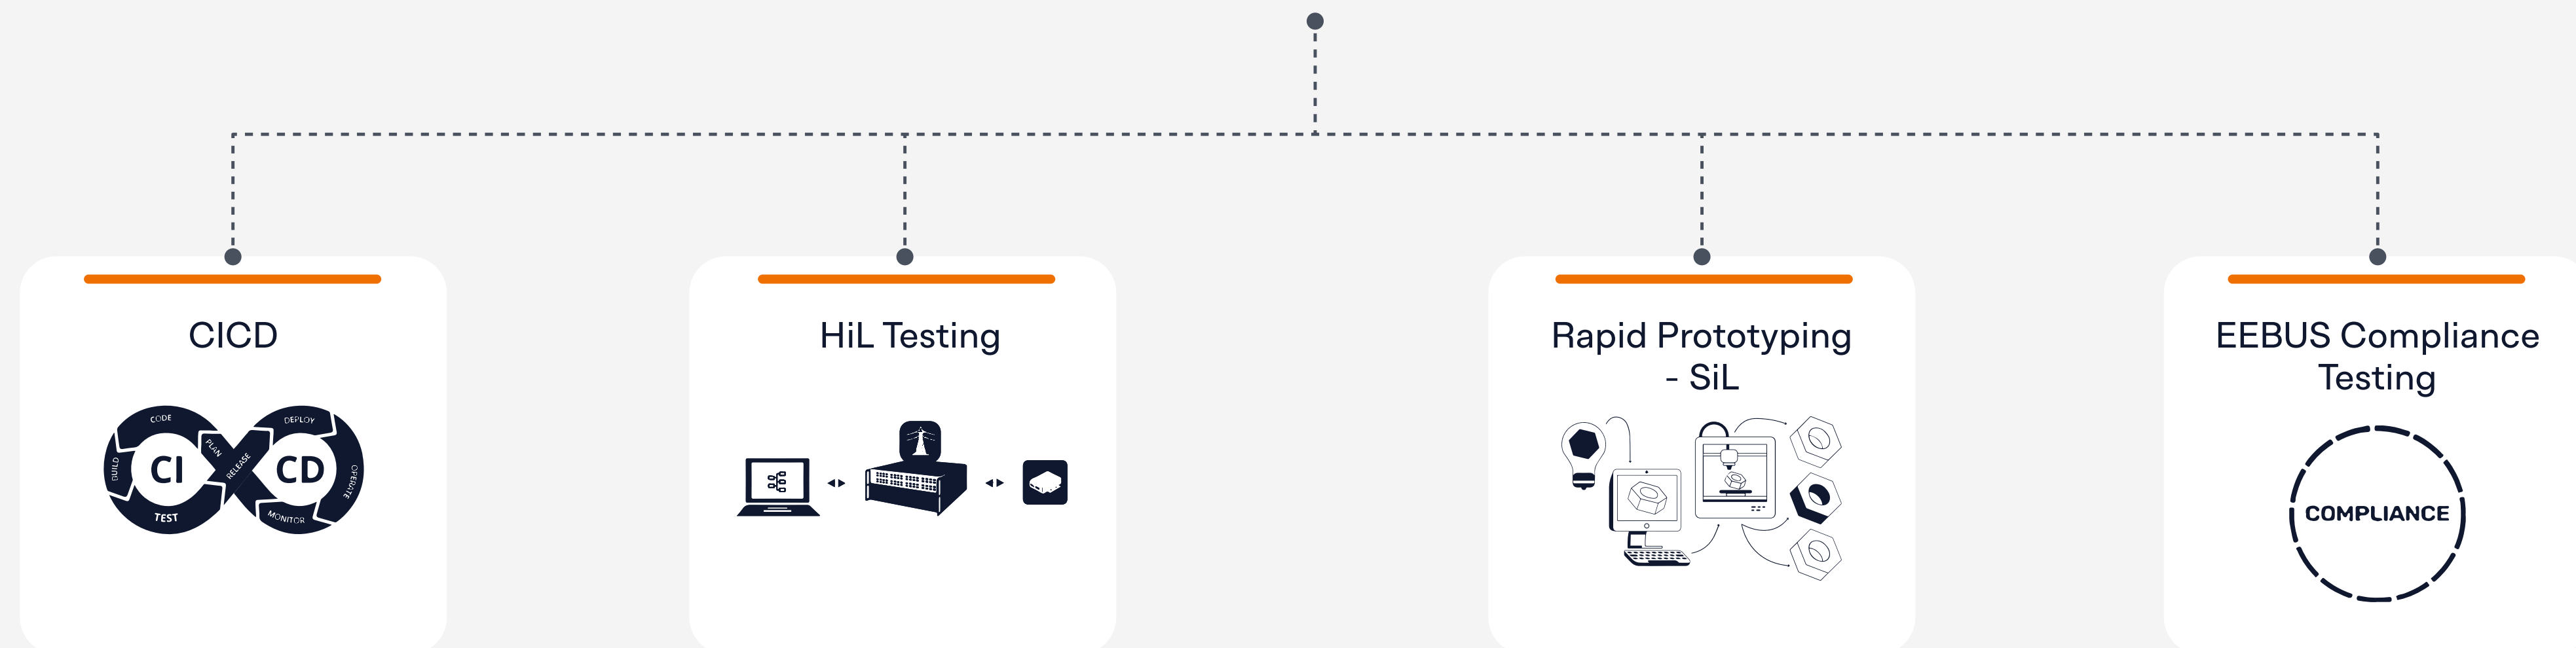 CICD
HiL Testing
Rapid Prototyping
- SiL
EEBUS Compliance
Testing
CODE
DEPLOY
PLAN
BUILD
CI
RELEASE
CD
OPERATE
TEST
MONITOR
COMPLIANCE